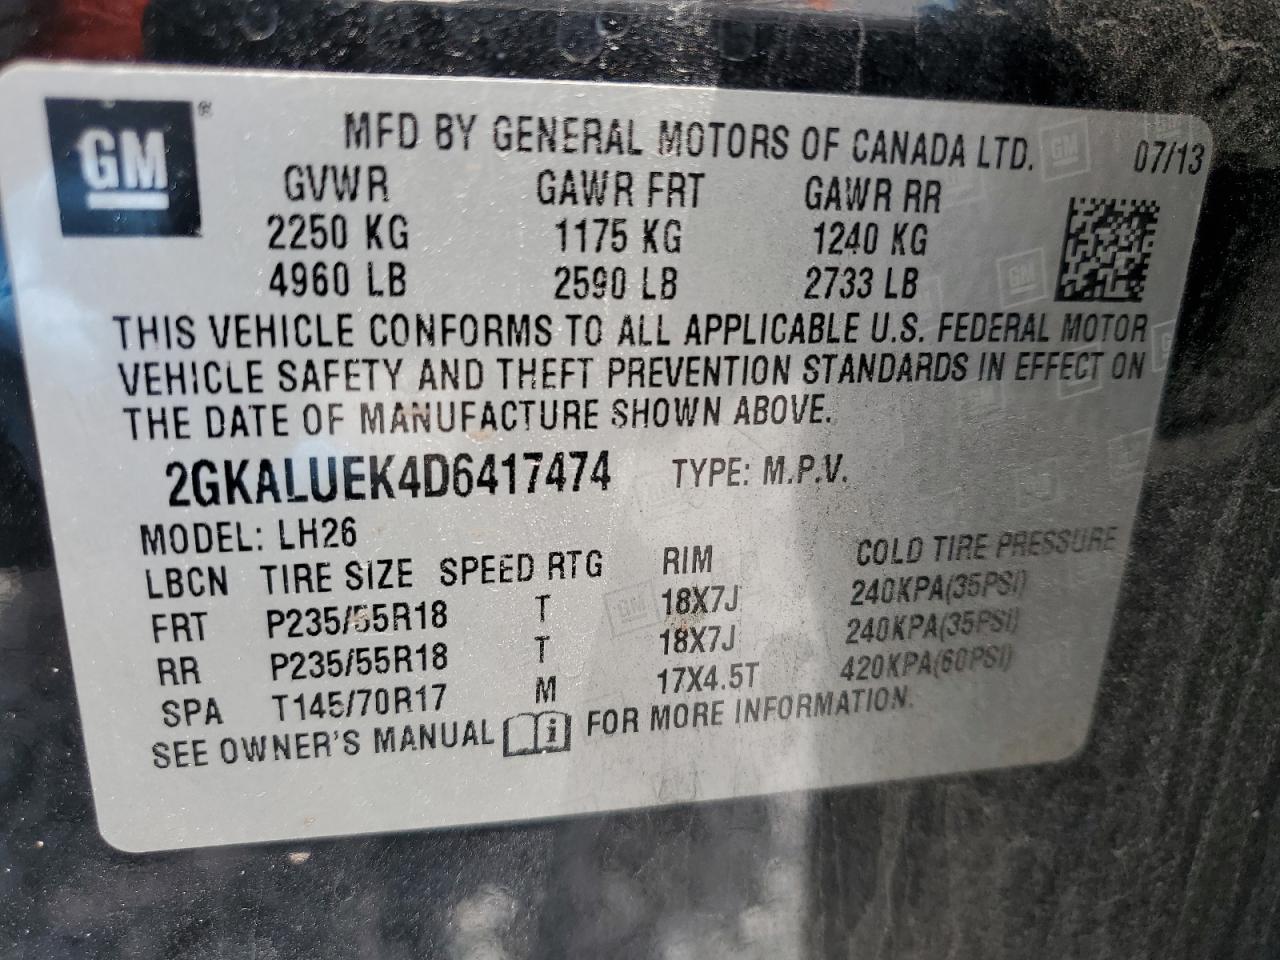 GM®
MFD BY GENERAL MOTORS OF CANADA LTD. 07/13
GVWR GAWR FRT GAWR RR
2250 KG 1175 KG 1240 KG
4960 LB 2590 LB 2733 LB
THIS VEHICLE CONFORMS TO ALL APPLICABLE U.S. FEDERAL MOTOR
VEHICLE SAFETY AND THEFT PREVENTION STANDARDS IN EFFECT ON
THE DATE OF MANUFACTURE SHOWN ABOVE.
2GKALUEK4D6417474 TYPE: M.P.V.
MODEL: LH26
LBCN TIRE SIZE SPEED RTG RIM COLD TIRE PRESSURE
FRT P235/55R18 T 18X7J 240KPA(35PSI)
RR P235/55R18 T 18X7J 240KPA(35PSI)
SPA T145/70R17 M 17X4.5T 420KPA(60PSI)
SEE OWNER'S MANUAL i FOR MORE INFORMATION.